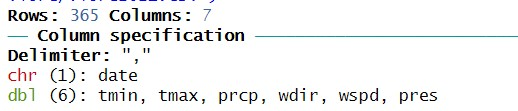 Rows: 365 Columns: 7
Column specification
Delimiter: ","
chr (1): date
dbl (6): tmin, tmax, prcp, wdir, wspd, pres